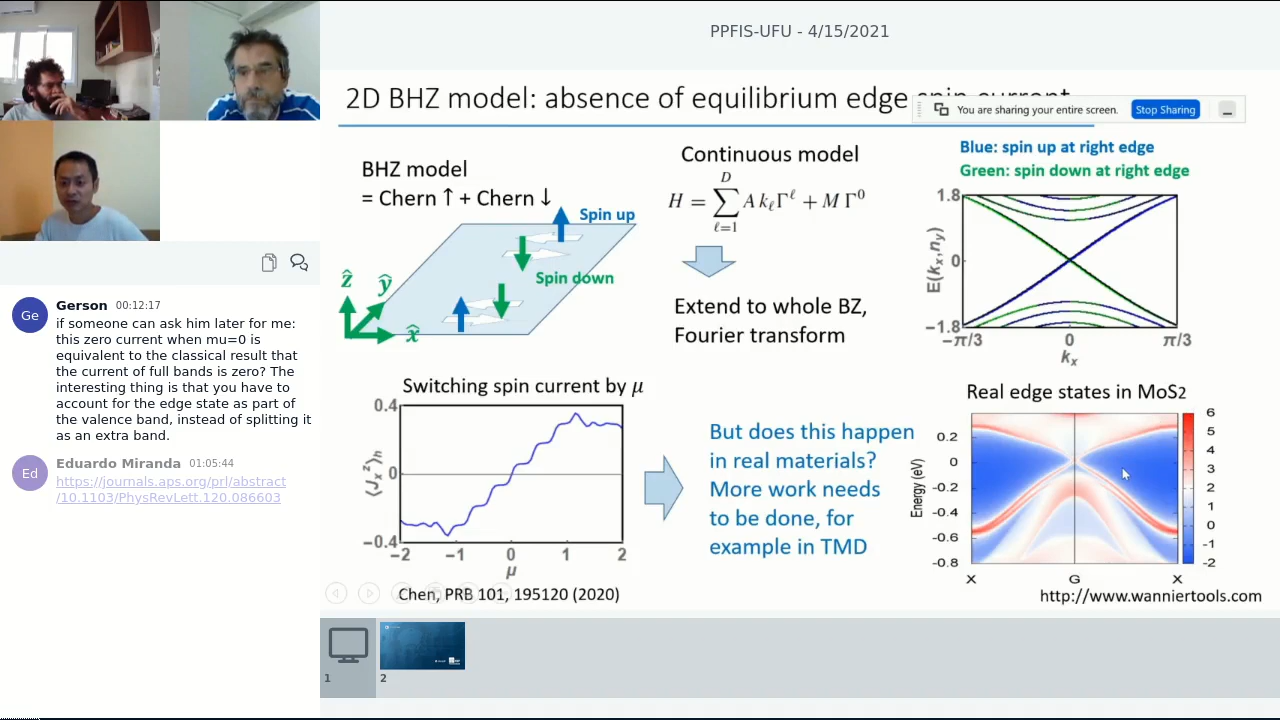 PPFIS-UFU - 4/15/2021
2D BHZ model: absence of equilibrium edge spin current
You are sharing your entire screen.
Stop Sharing
BHZ model
= Chern ↑ + Chern ↓
Spin up
Spin down
ẑ
ŷ
x̂
Continuous model
H = ∑_{ℓ=1}^{D} A k_ℓ Γ^ℓ + M Γ^0
Extend to whole BZ,
Fourier transform
Blue: spin up at right edge
Green: spin down at right edge
E(kₓ,n_y)
1.8
0
−1.8
−π/3
0
π/3
kₓ
Switching spin current by μ
⟨Jₓᶻ⟩ₕ
0.4
0
−0.4
−2
−1
0
1
2
μ
But does this happen
in real materials?
More work needs
to be done, for
example in TMD
Real edge states in MoS2
Energy (eV)
0.2
0
-0.2
-0.4
-0.6
-0.8
X
G
X
6
5
4
3
2
1
0
-1
-2
Chen, PRB 101, 195120 (2020)
http://www.wanniertools.com
1
2
Ge
Gerson 00:12:17
if someone can ask him later for me:
this zero current when mu=0 is
equivalent to the classical result that
the current of full bands is zero? The
interesting thing is that you have to
account for the edge state as part of
the valence band, instead of splitting it
as an extra band.
Ed
Eduardo Miranda 01:05:44
https://journals.aps.org/prl/abstract
/10.1103/PhysRevLett.120.086603